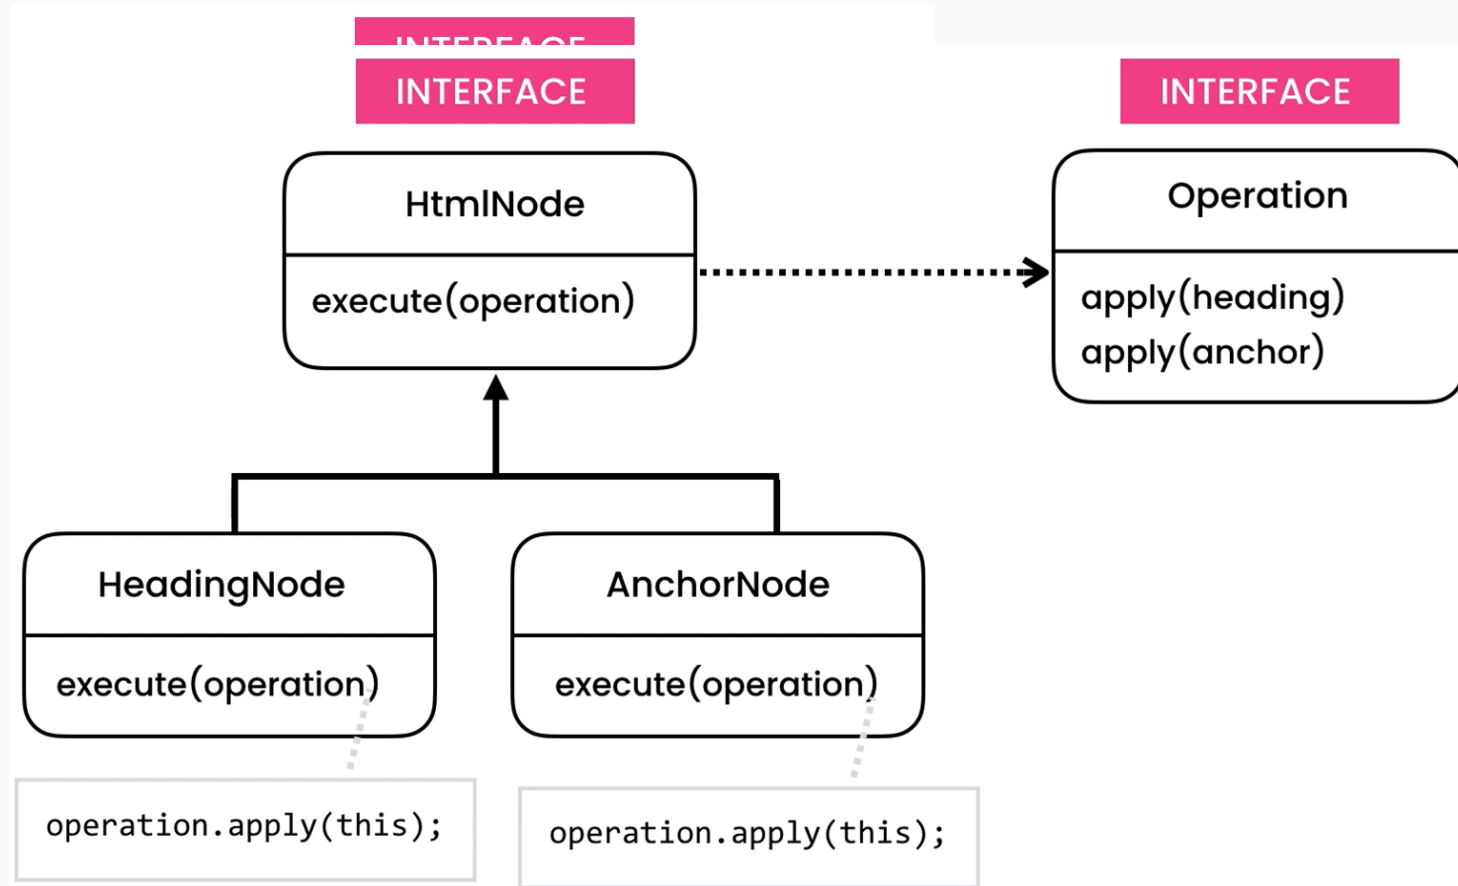 INTERFACE
INTERFACE
INTERFACE
HtmlNode
execute(operation)
Operation
apply(heading)
apply(anchor)
HeadingNode
execute(operation)
AnchorNode
execute(operation)
operation.apply(this);
operation.apply(this);